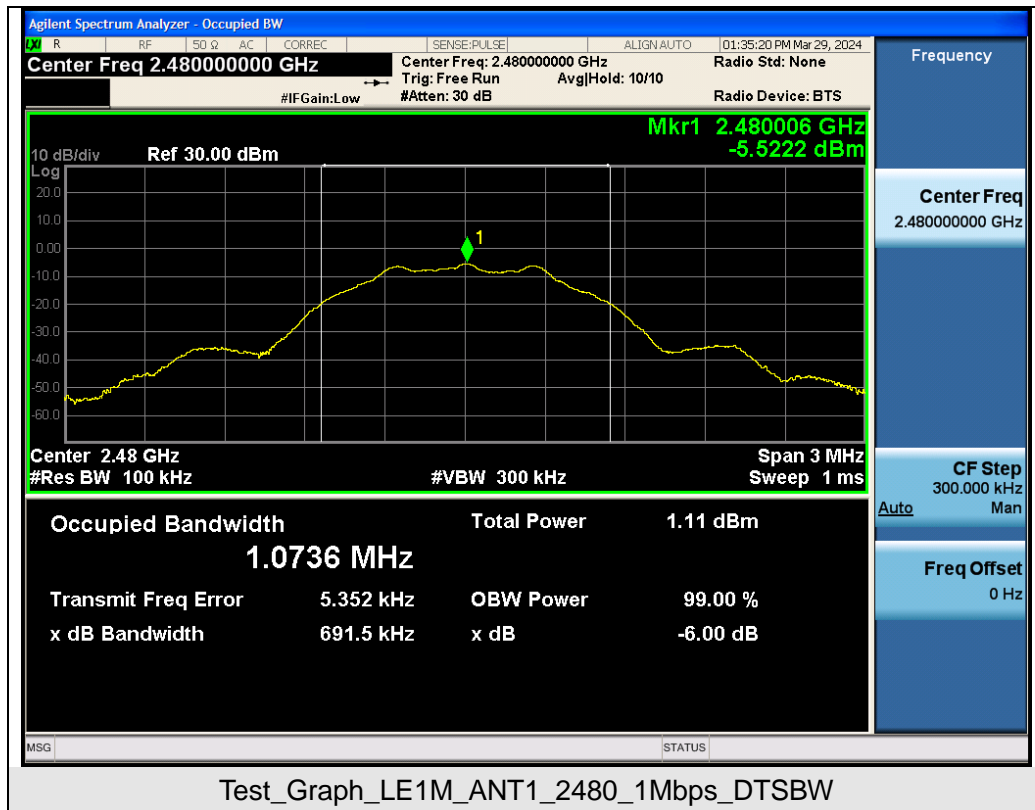 Agilent Spectrum Analyzer - Occupied BW
LXI R RF 50 Ω AC CORREC SENSE:PULSE ALIGN AUTO 01:35:20 PM Mar 29, 2024
Center Freq 2.480000000 GHz
Center Freq: 2.480000000 GHz
Radio Std: None
Trig: Free Run Avg|Hold: 10/10
#IFGain:Low
#Atten: 30 dB
Radio Device: BTS
Frequency
Mkr1 2.480006 GHz
-5.5222 dBm
10 dB/div Ref 30.00 dBm
Log
20.0
10.0
0.00
-10.0
-20.0
-30.0
-40.0
-50.0
-60.0
Center 2.48 GHz
Span 3 MHz
#Res BW 100 kHz
#VBW 300 kHz
Sweep 1 ms
1
Center Freq
2.480000000 GHz
CF Step
300.000 kHz
Auto Man
Freq Offset
0 Hz
Occupied Bandwidth
Total Power 1.11 dBm
1.0736 MHz
Transmit Freq Error 5.352 kHz
OBW Power 99.00 %
x dB Bandwidth 691.5 kHz
x dB -6.00 dB
MSG
STATUS
Test_Graph_LE1M_ANT1_2480_1Mbps_DTSBW